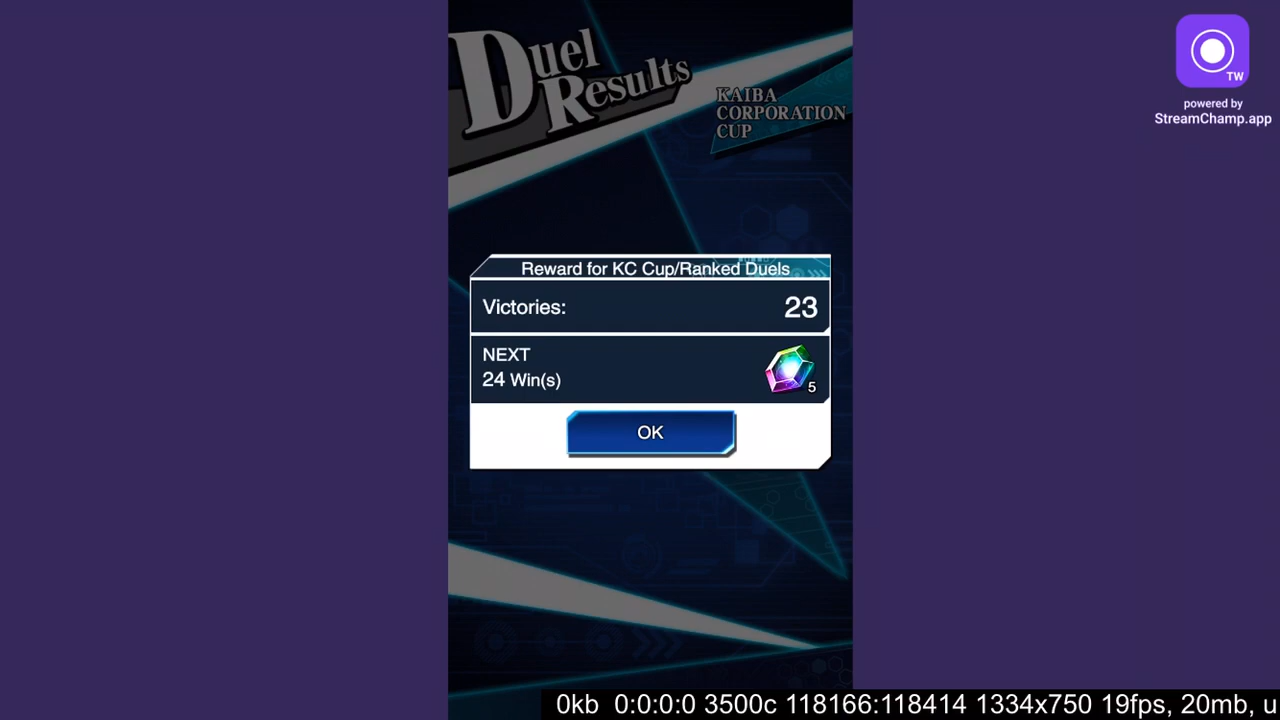 Duel
Results
KAIBA
CORPORATION
CUP
TW
powered by
StreamChamp.app
Reward for KC Cup/Ranked Duels
Victories: 23
NEXT
24 Win(s)
5
OK
0kb 0:0:0:0 3500c 118166:118414 1334x750 19fps, 20mb, u